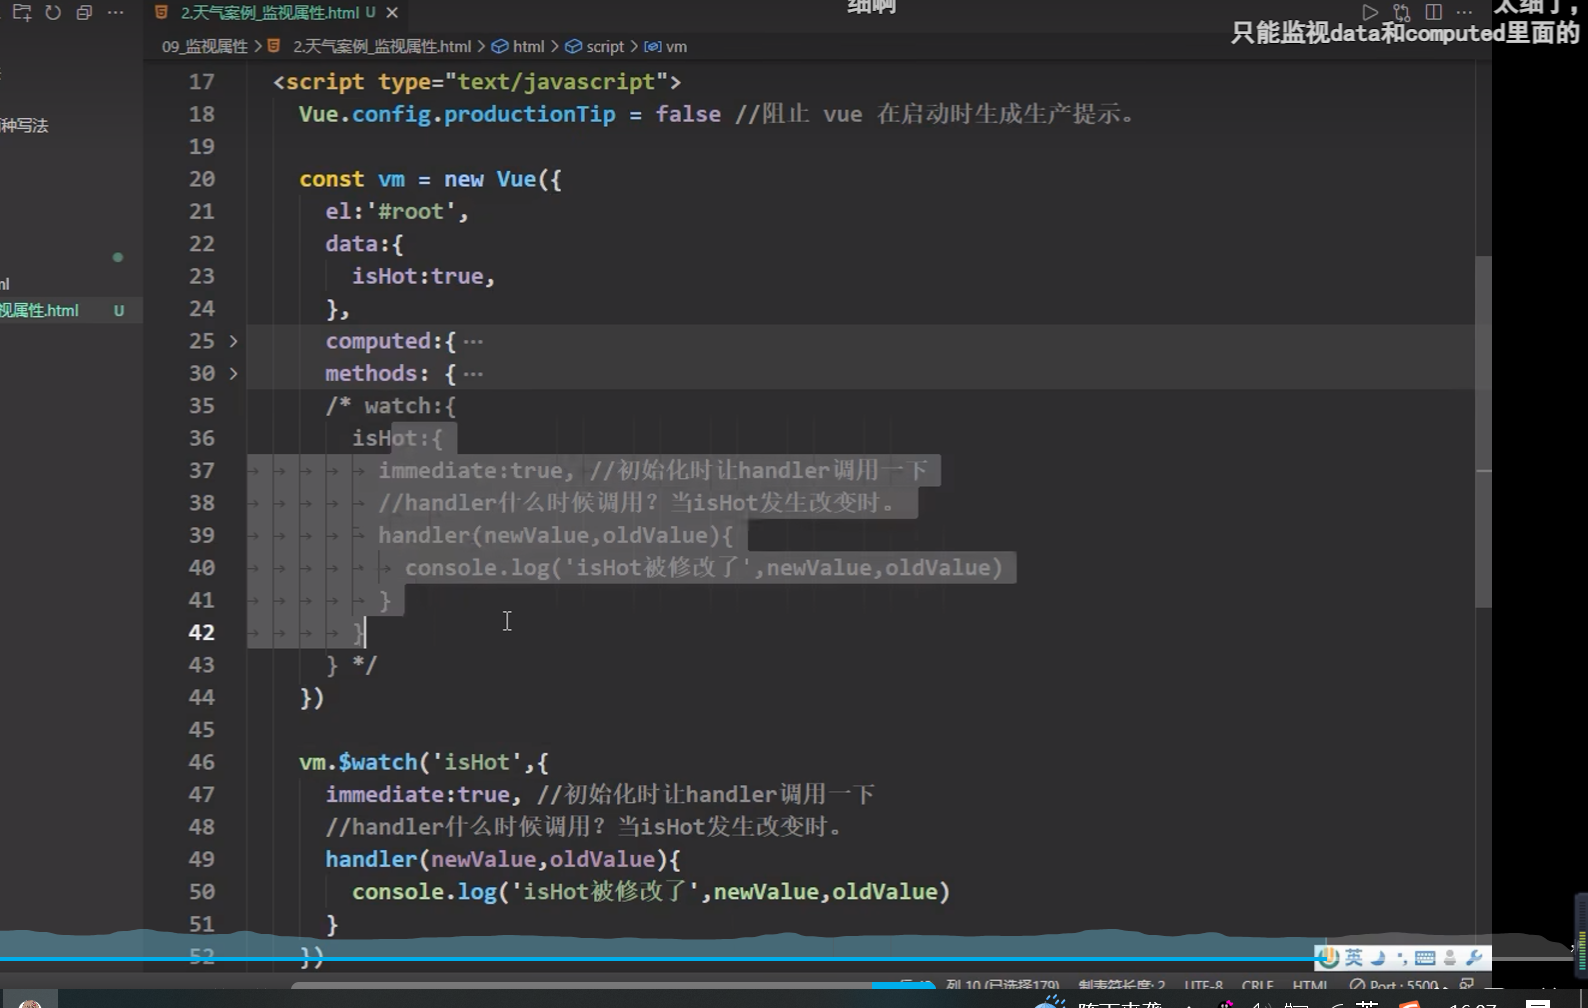 细啊
太细了,
只能监视data和computed里面的
2.天气案例_监视属性.html U
09_监视属性 > 2.天气案例_监视属性.html > html > script > vm
种写法
ml
视属性.html U
17 <script type="text/javascript">
18 Vue.config.productionTip = false //阻止 vue 在启动时生成生产提示。
19
20 const vm = new Vue({
21 el:'#root',
22 data:{
23 isHot:true,
24 },
25 computed:{ ···
30 methods: { ···
35 /* watch:{
36 isHot:{
37 immediate:true, //初始化时让handler调用一下
38 //handler什么时候调用？当isHot发生改变时。
39 handler(newValue,oldValue){
40 console.log('isHot被修改了',newValue,oldValue)
41 }
42 }
43 } */
44 })
45
46 vm.$watch('isHot',{
47 immediate:true, //初始化时让handler调用一下
48 //handler什么时候调用？当isHot发生改变时。
49 handler(newValue,oldValue){
50 console.log('isHot被修改了',newValue,oldValue)
51 }
52 })
英
列 10 (已选择179) 制表符长度: 2 UTF-8 CRLF HTML Port : 5500